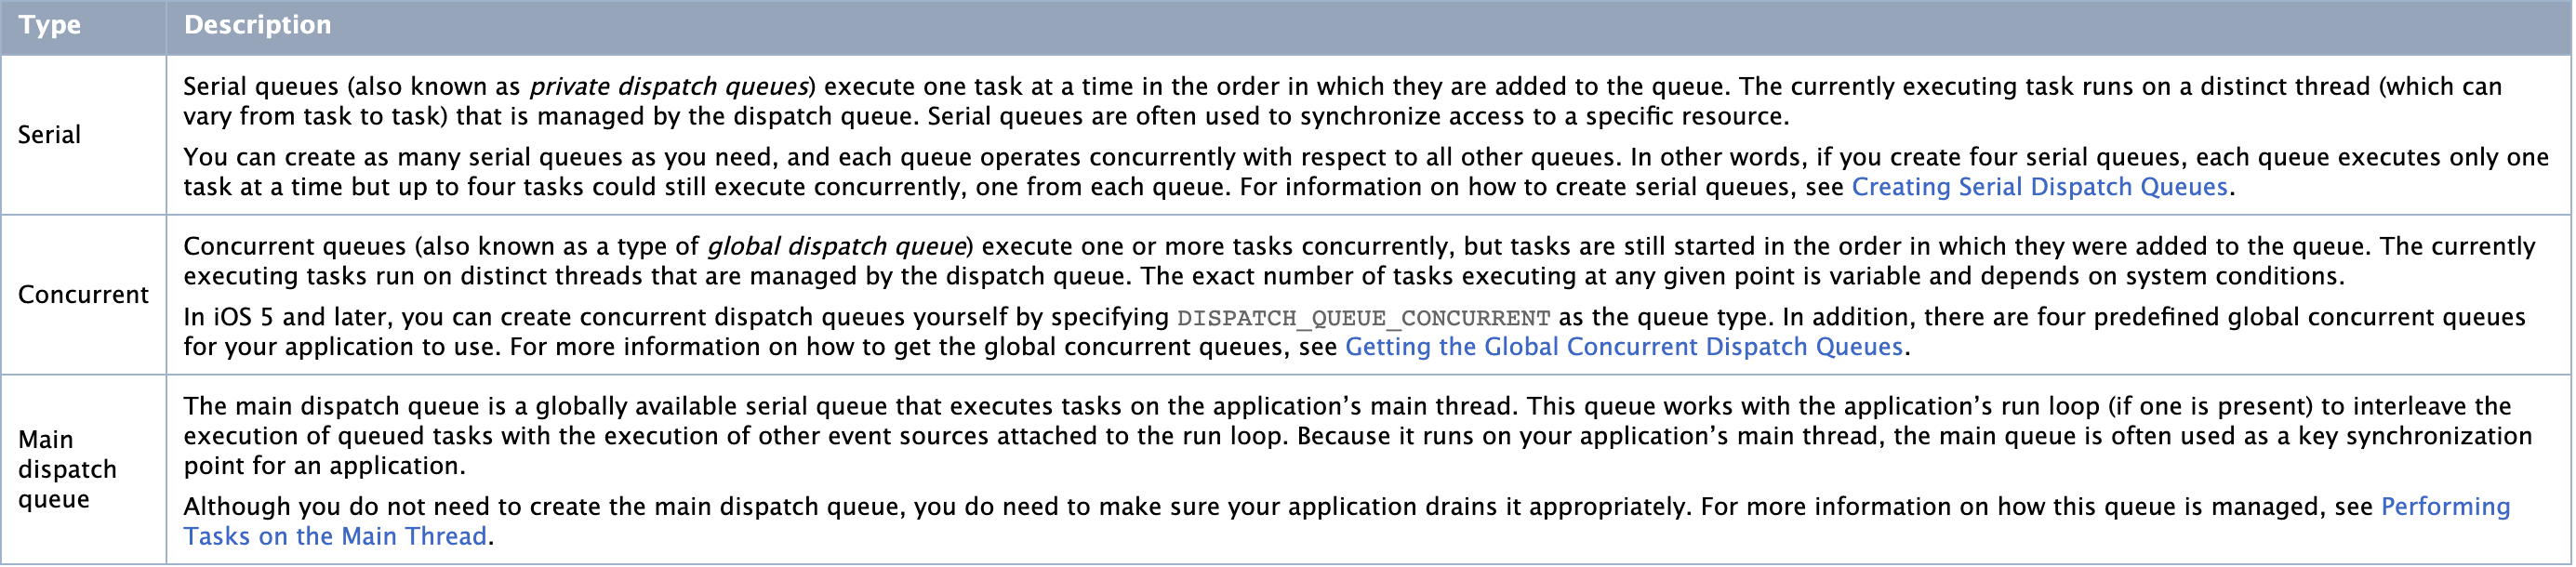 Type Description
Serial queues (also known as private dispatch queues) execute one task at a time in the order in which they are added to the queue. The currently executing task runs on a distinct thread (which can
vary from task to task) that is managed by the dispatch queue. Serial queues are often used to synchronize access to a specific resource.
Serial
You can create as many serial queues as you need, and each queue operates concurrently with respect to all other queues. In other words, if you create four serial queues, each queue executes only one
task at a time but up to four tasks could still execute concurrently, one from each queue. For information on how to create serial queues, see Creating Serial Dispatch Queues.
Concurrent queues (also known as a type of global dispatch queue) execute one or more tasks concurrently, but tasks are still started in the order in which they were added to the queue. The currently
executing tasks run on distinct threads that are managed by the dispatch queue. The exact number of tasks executing at any given point is variable and depends on system conditions.
Concurrent
In iOS 5 and later, you can create concurrent dispatch queues yourself by specifying DISPATCH_QUEUE_CONCURRENT as the queue type. In addition, there are four predefined global concurrent queues
for your application to use. For more information on how to get the global concurrent queues, see Getting the Global Concurrent Dispatch Queues.
Main
dispatch
queue
The main dispatch queue is a globally available serial queue that executes tasks on the application’s main thread. This queue works with the application’s run loop (if one is present) to interleave the
execution of queued tasks with the execution of other event sources attached to the run loop. Because it runs on your application’s main thread, the main queue is often used as a key synchronization
point for an application.
Although you do not need to create the main dispatch queue, you do need to make sure your application drains it appropriately. For more information on how this queue is managed, see Performing
Tasks on the Main Thread.